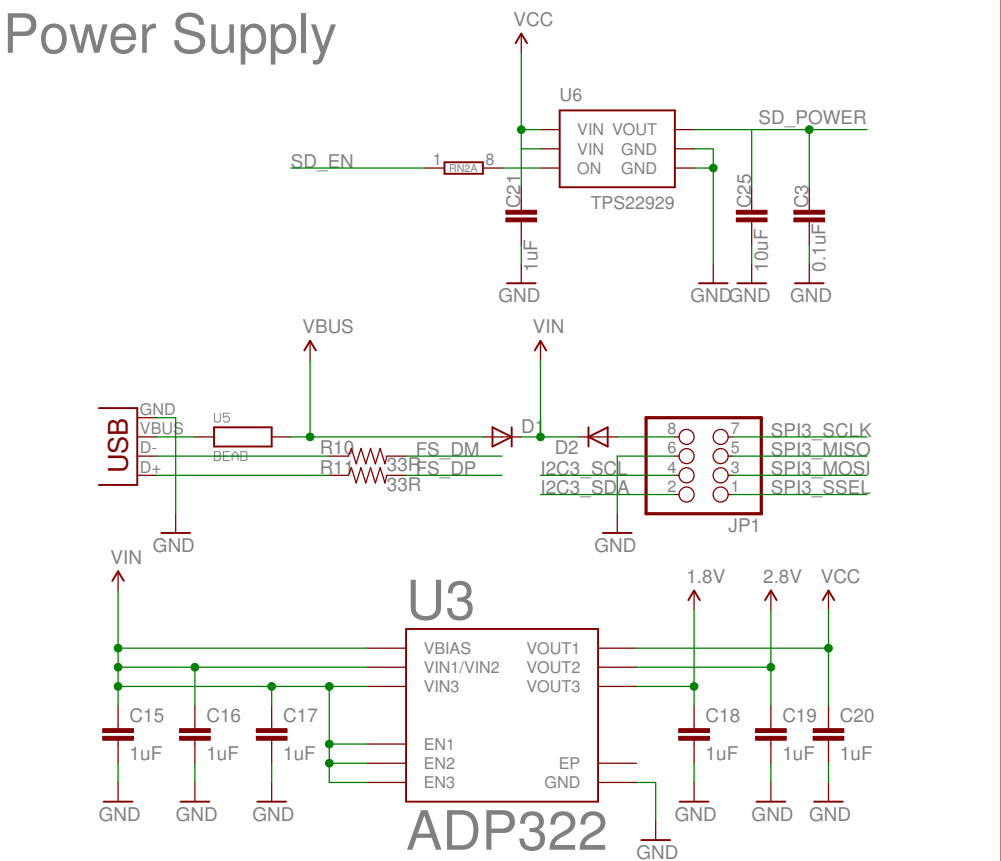 Power Supply
VCC
U6
VIN VOUT
VIN GND
ON GND
TPS22929
SD_POWER
SD_EN
1 RN2A 8
C21
1uF
C25
10uF
C3
0.1uF
GND
GND
GND
GND
VBUS
VIN
USB
GND
VBUS
D-
D+
U5
BEAD
R10
33R
FS_DM
R11
33R
FS_DP
D1
D2
I2C3_SCL
I2C3_SDA
8 7
6 5
4 3
2 1
SPI3_SCLK
SPI3_MISO
SPI3_MOSI
SPI3_SSEL
JP1
GND
GND
VIN
U3
1.8V
2.8V
VCC
VBIAS VOUT1
VIN1/VIN2 VOUT2
VIN3 VOUT3
EN1
EN2 EP
EN3 GND
C15
1uF
C16
1uF
C17
1uF
C18
1uF
C19
1uF
C20
1uF
GND
GND
GND
GND
GND
GND
ADP322
GND